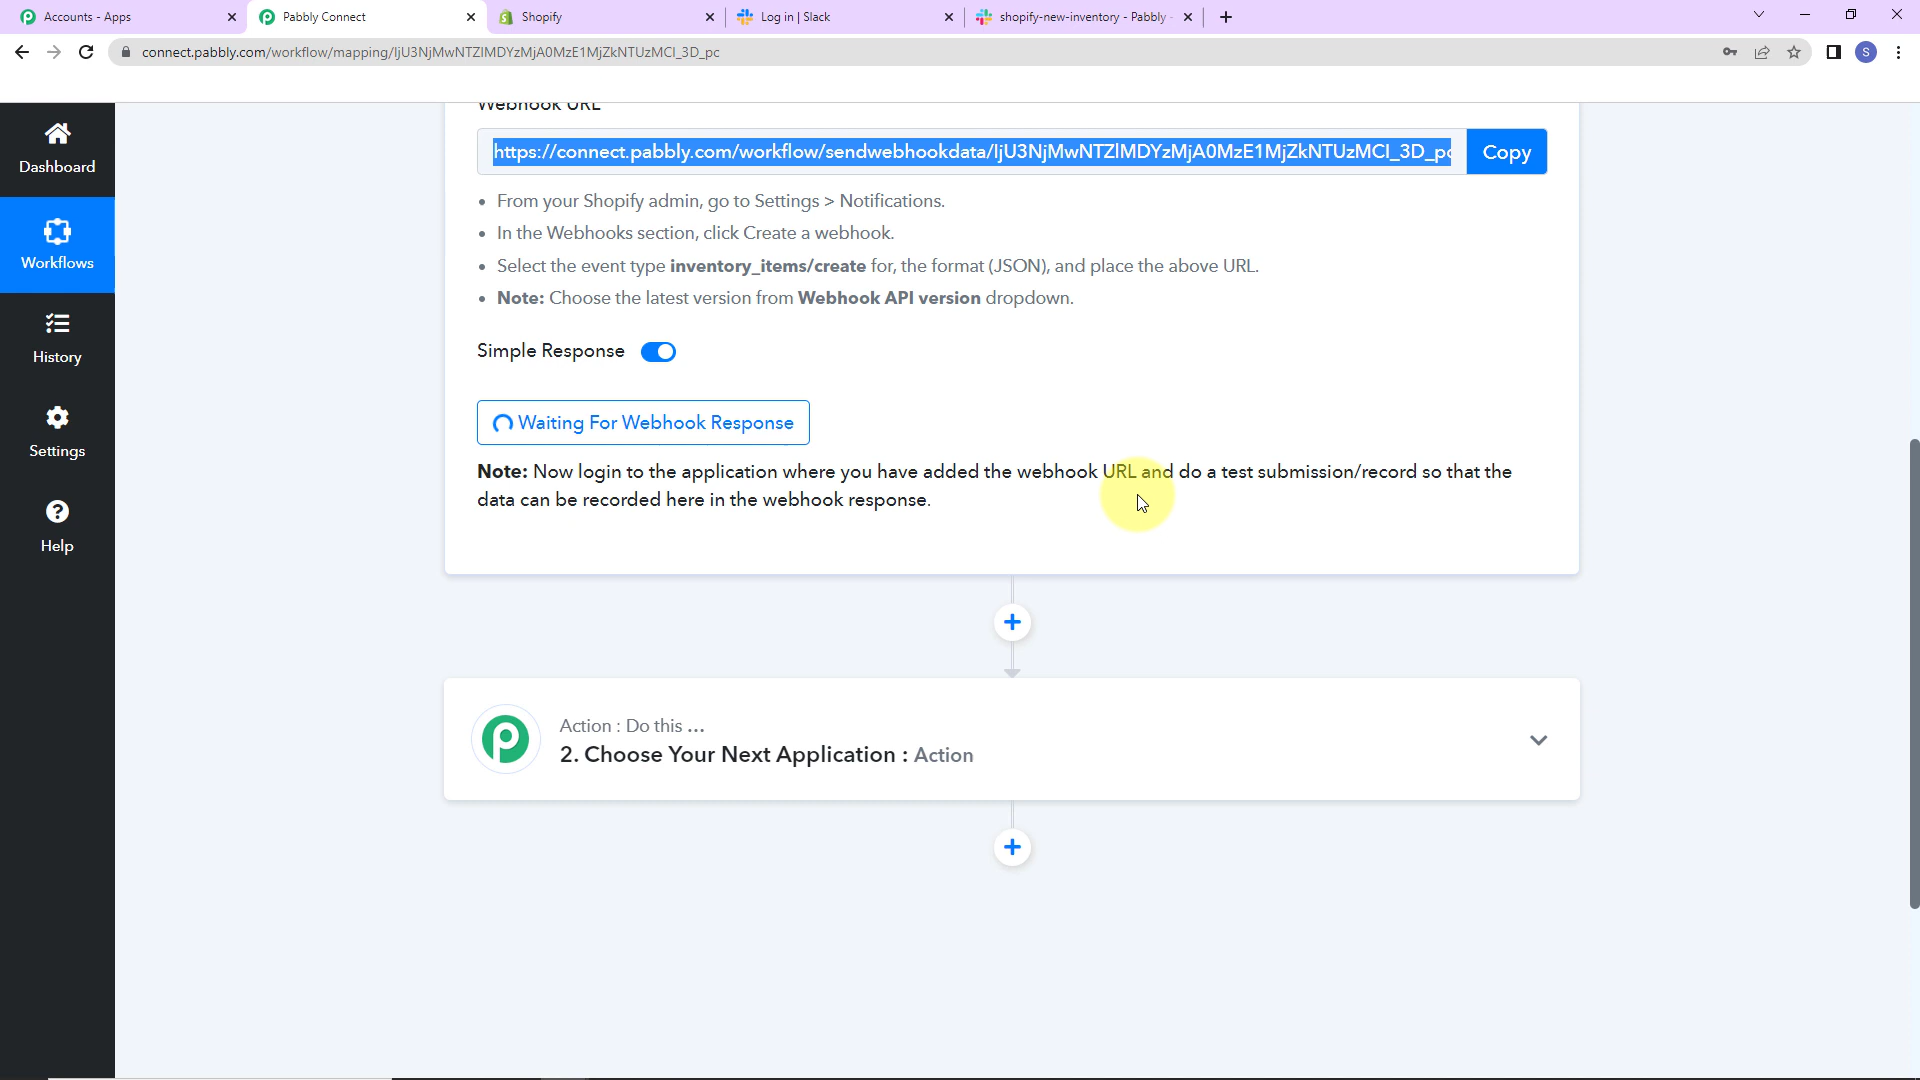 Accounts - Apps
Pabbly Connect
Shopify
Log in | Slack
shopify-new-inventory - Pabbly -
connect.pabbly.com/workflow/mapping/IjU3NjMwNTZlMDYzMjA0MzE1MjZkNTUzMCI_3D_pc
S
Webhook URL
Dashboard
Workflows
History
Settings
Help
https://connect.pabbly.com/workflow/sendwebhookdata/IjU3NjMwNTZlMDYzMjA0MzE1MjZkNTUzMCI_3D_pc
Copy
• From your Shopify admin, go to Settings > Notifications.
• In the Webhooks section, click Create a webhook.
• Select the event type inventory_items/create for, the format (JSON), and place the above URL.
• Note: Choose the latest version from Webhook API version dropdown.
Simple Response
Waiting For Webhook Response
Note: Now login to the application where you have added the webhook URL and do a test submission/record so that the
data can be recorded here in the webhook response.
Action : Do this ...
2. Choose Your Next Application : Action